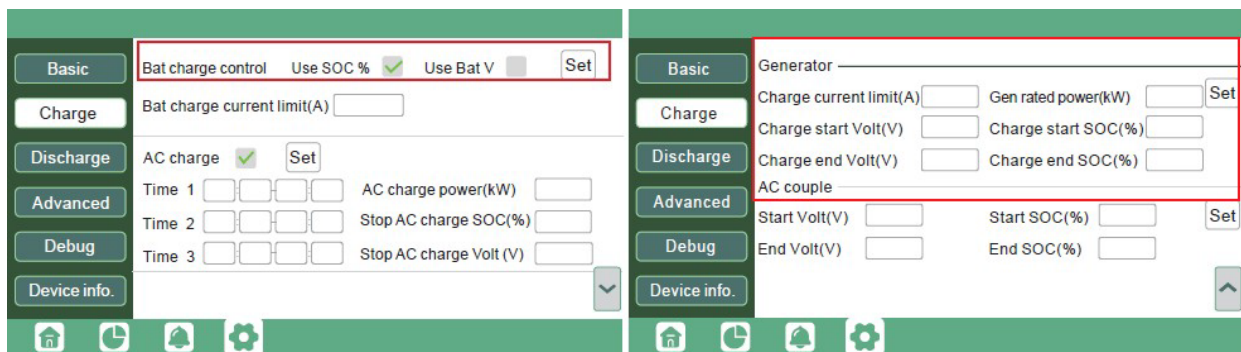 Basic
Bat charge control Use SOC % Use Bat V Set
Charge
Bat charge current limit(A)
Discharge
AC charge Set
Advanced
Time 1 AC charge power(kW)
Time 2 Stop AC charge SOC(%)
Debug
Time 3 Stop AC charge Volt (V)
Device info.
Basic
Generator
Charge current limit(A) Gen rated power(kW) Set
Charge
Charge start Volt(V) Charge start SOC(%)
Discharge
Charge end Volt(V) Charge end SOC(%)
AC couple
Advanced
Start Volt(V) Start SOC(%) Set
Debug
End Volt(V) End SOC(%)
Device info.